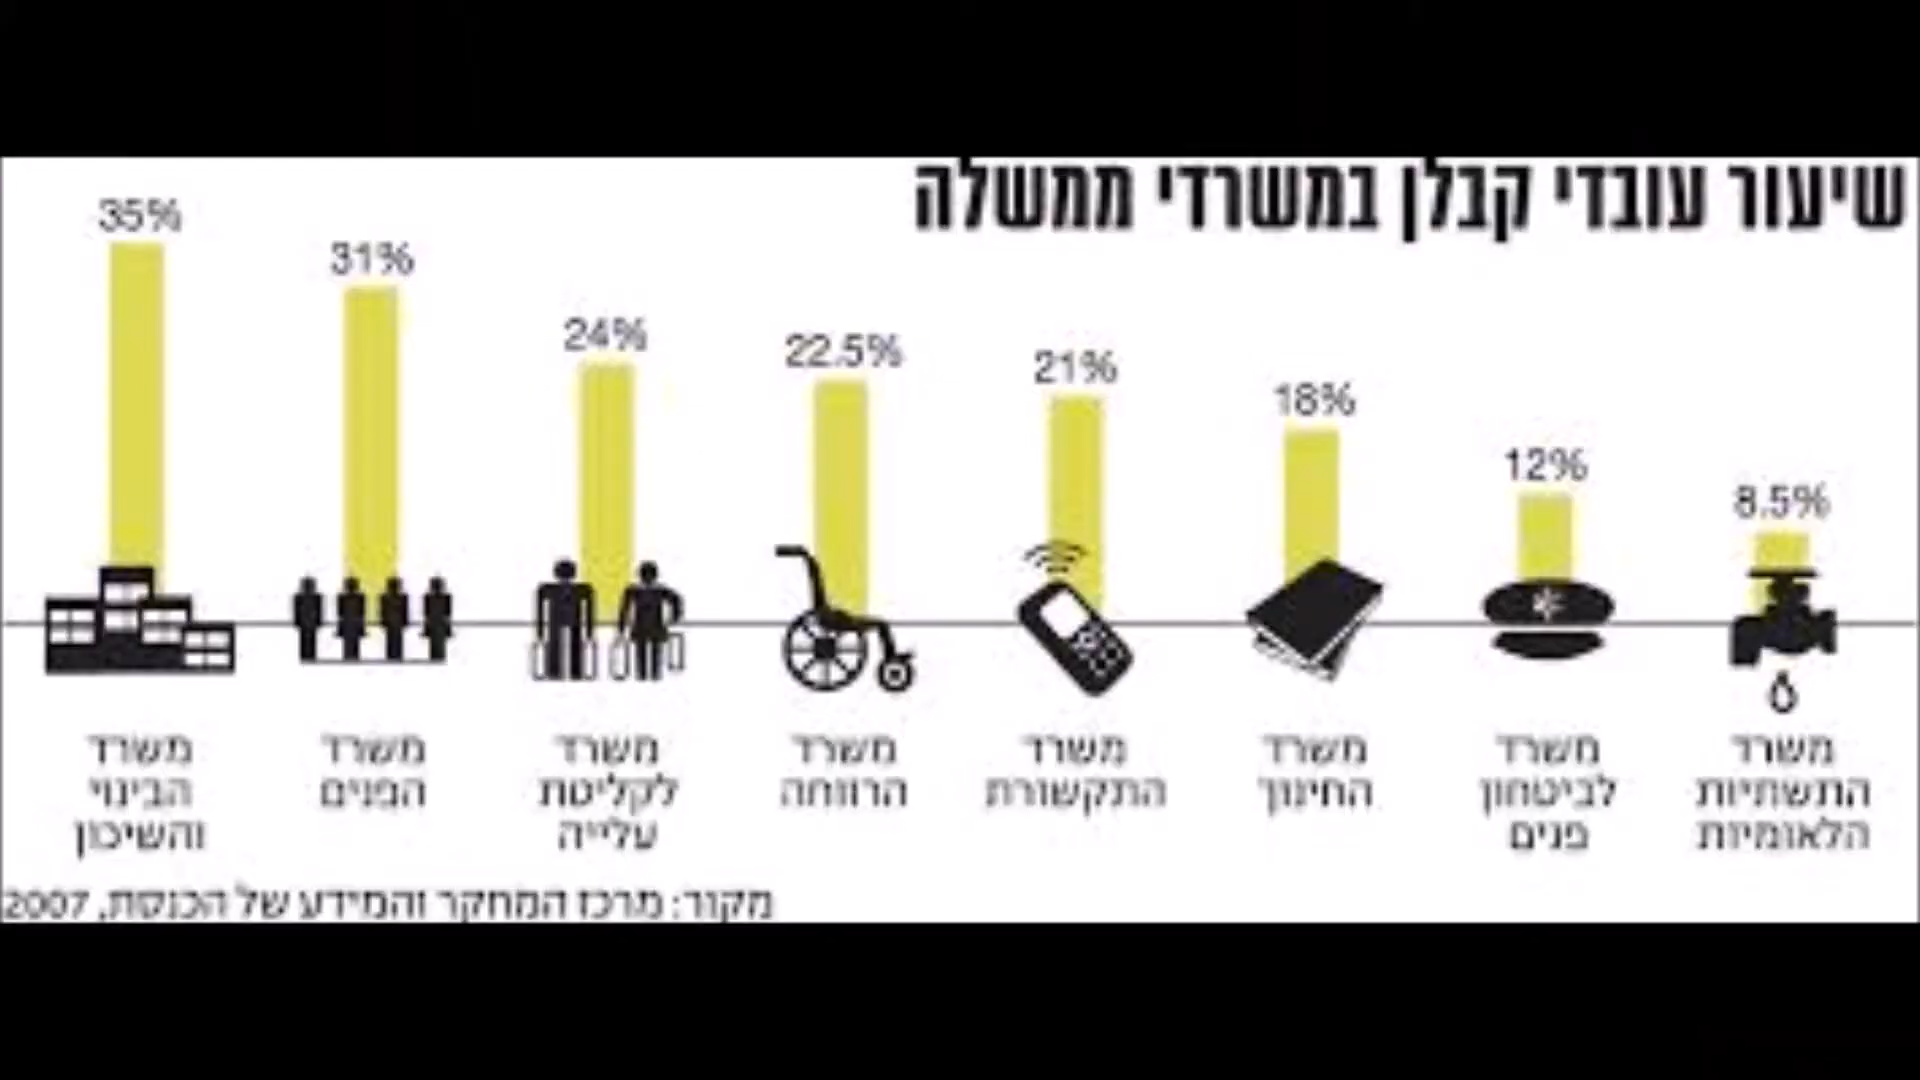 שיעור עובדי קבלן במשרדי ממשלה
35%
31%
24%
22.5%
21%
18%
12%
8.5%
משרד
הבינוי
והשיכון
משרד
הפנים
משרד
לקליטת
עלייה
משרד
הרווחה
משרד
התקשורת
משרד
החינוך
משרד
לביטחון
פנים
משרד
התשתיות
הלאומיות
מקור: מרכז המחקר והמידע של הכנסת, 2007